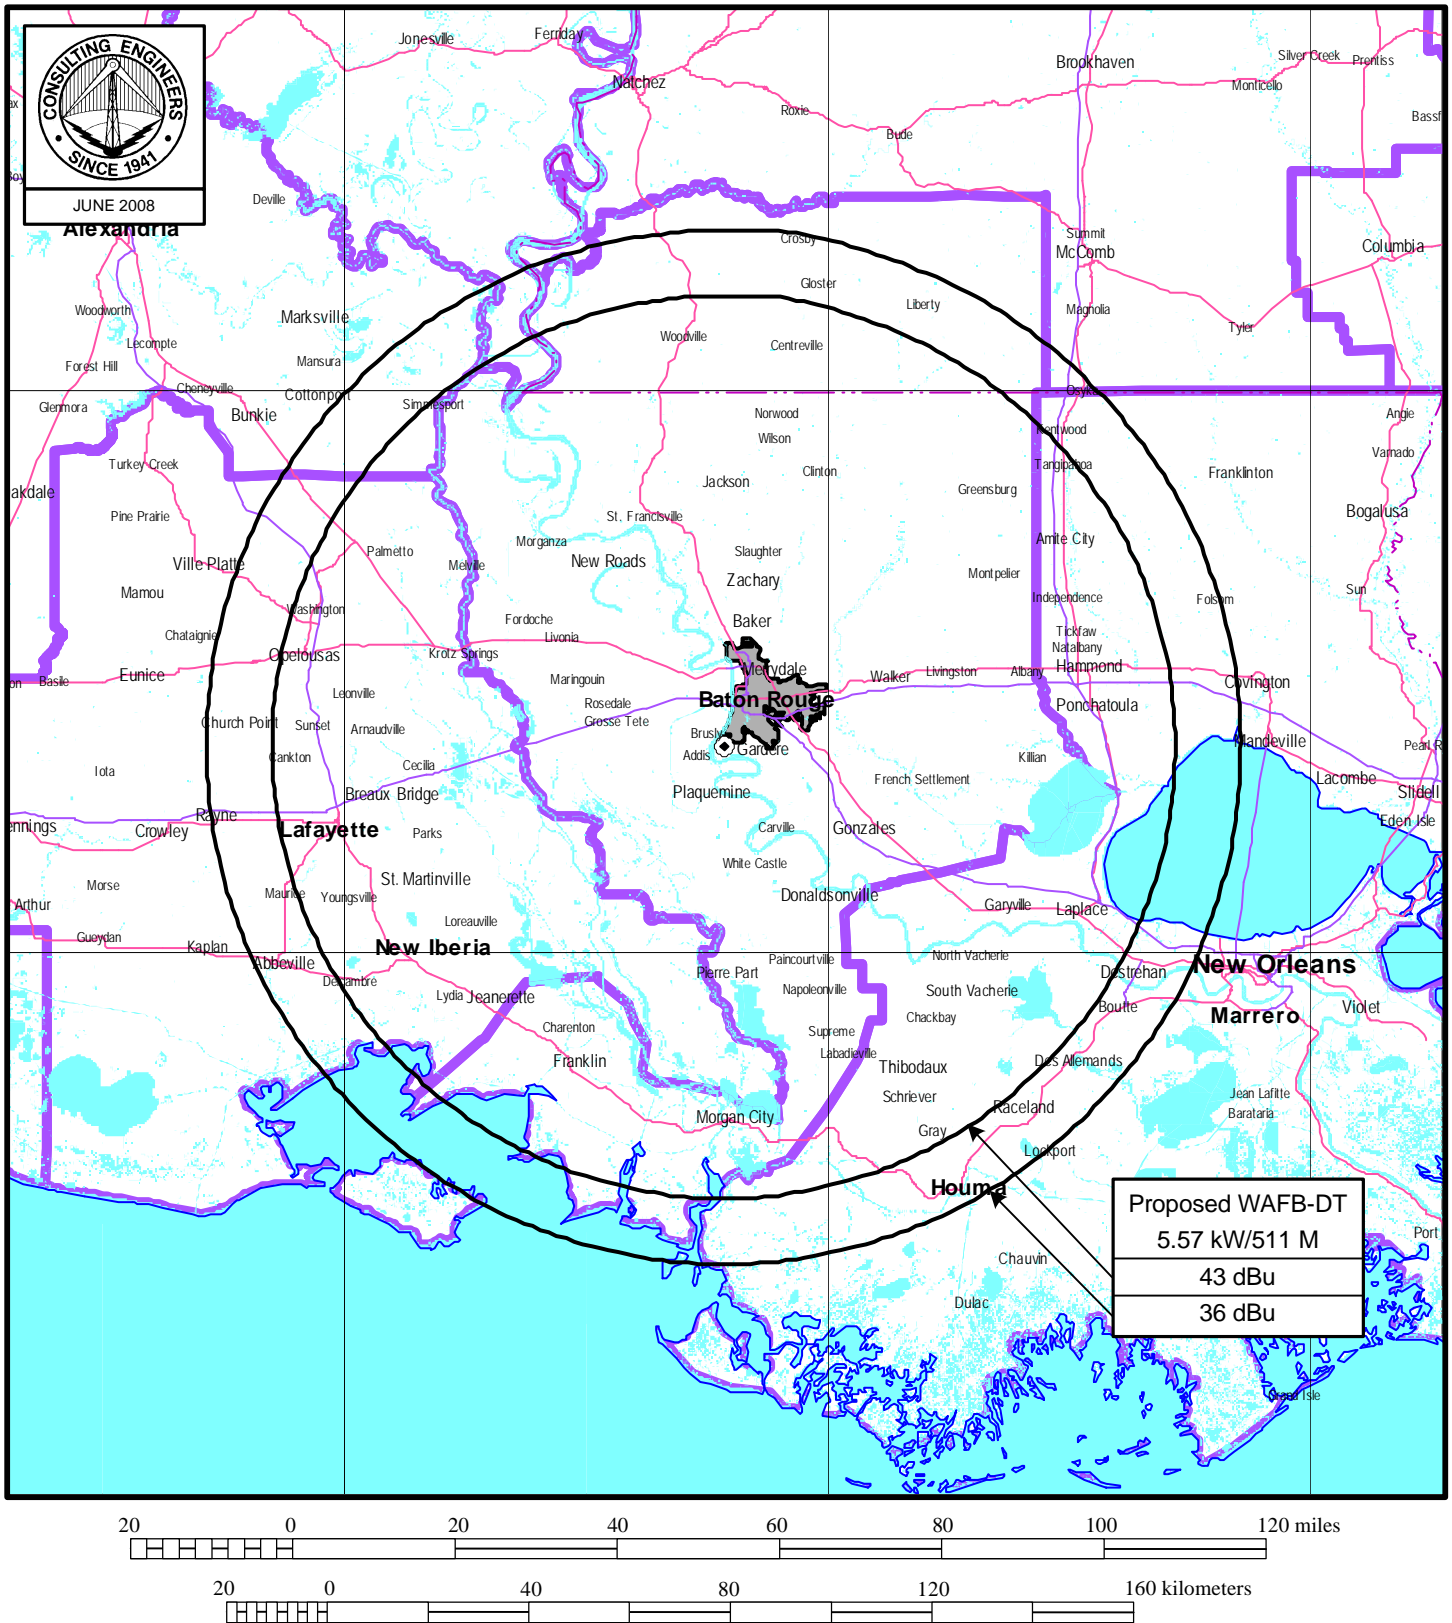 CONSULTING ENGINEERS
SINCE 1941
JUNE 2008
Jonesville
Ferriday
Natchez
Roxie
Bude
Brookhaven
Silver Creek
Prentiss
Monticello
Bassf
Deville
Alexandria
Crosby
Summit
McComb
Columbia
Gloster
Liberty
Magnolia
Tyler
Woodworth
Marksville
Woodville
Centreville
Lecompte
Forest Hill
Mansura
Cheneyville
Cottonport
Simmesport
Osyka
Glenmora
Bunkie
Norwood
Wilson
Kentwood
Angie
Varnado
Turkey Creek
Clinton
Tangipahoa
Franklinton
akdale
Jackson
Greensburg
Pine Prairie
St. Francisville
Bogalusa
Morganza
Amite City
Palmetto
Slaughter
Ville Platte
Melville
New Roads
Zachary
Montpelier
Mamou
Sun
Washington
Independence
Folsom
Fordoche
Baker
Chataignie
Livonia
Tickfaw
Natalbany
Opelousas
Krotz Springs
Merrydale
Hammond
Eunice
Basile
on
Maringouin
Walker
Livingston
Albany
Covington
Leonville
Rosedale
Baton Rouge
Ponchatoula
Church Point
Sunset
Arnaudville
Grosse Tete
Brusly
Mandeville
Pearl R
Iota
Cankton
Cecilia
Addis
Gardere
Killian
French Settlement
Lacombe
Slidell
Breaux Bridge
Plaquemine
Rayne
ennings
Crowley
Lafayette
Parks
Carville
Gonzales
Eden Isle
White Castle
Morse
St. Martinville
Maurice
Youngsville
Donaldsonville
Arthur
Garyville
Laplace
Loreauville
Gueydan
Kaplan
New Iberia
Abbeville
Paincourtville
North Vacherie
New Orleans
Delcambre
Pierre Part
Destrehan
Lydia
Jeanerette
Napoleonville
South Vacherie
Boutte
Violet
Charenton
Supreme
Chackbay
Marrero
Labadieville
Franklin
Thibodaux
Des Allemands
Schriever
Jean Lafitte
Barataria
Morgan City
Raceland
Gray
Lockport
Houma
Proposed WAFB-DT
5.57 kW/511 M
43 dBu
36 dBu
Port
Chauvin
Dulac
Grand Isle
20 0 20 40 60 80 100 120 miles
20 0 40 80 120 160 kilometers